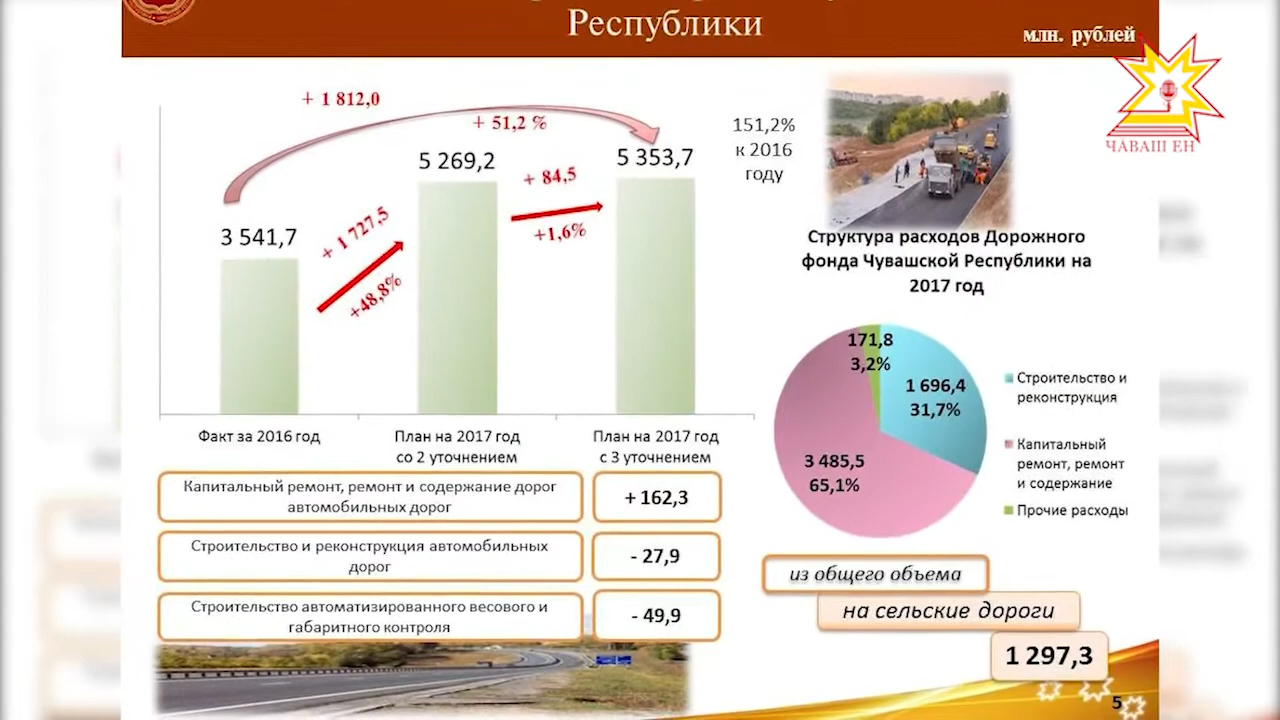 Республики
млн. рублей
ЧĂВАШ ЕН
+ 1 812,0
+ 51,2 %
151,2%
к 2016
году
3 541,7
+ 1 727,5
+48,8%
5 269,2
+ 84,5
+1,6%
5 353,7
Факт за 2016 год
План на 2017 год
со 2 уточнением
План на 2017 год
с 3 уточнением
Капитальный ремонт, ремонт и содержание дорог
автомобильных дорог
+ 162,3
Строительство и реконструкция автомобильных
дорог
- 27,9
Строительство автоматизированного весового и
габаритного контроля
- 49,9
Структура расходов Дорожного
фонда Чувашской Республики на
2017 год
171,8
3,2%
1 696,4
31,7%
3 485,5
65,1%
Строительство и
реконструкция
Капитальный
ремонт, ремонт
и содержание
Прочие расходы
из общего объема
на сельские дороги
1 297,3
5